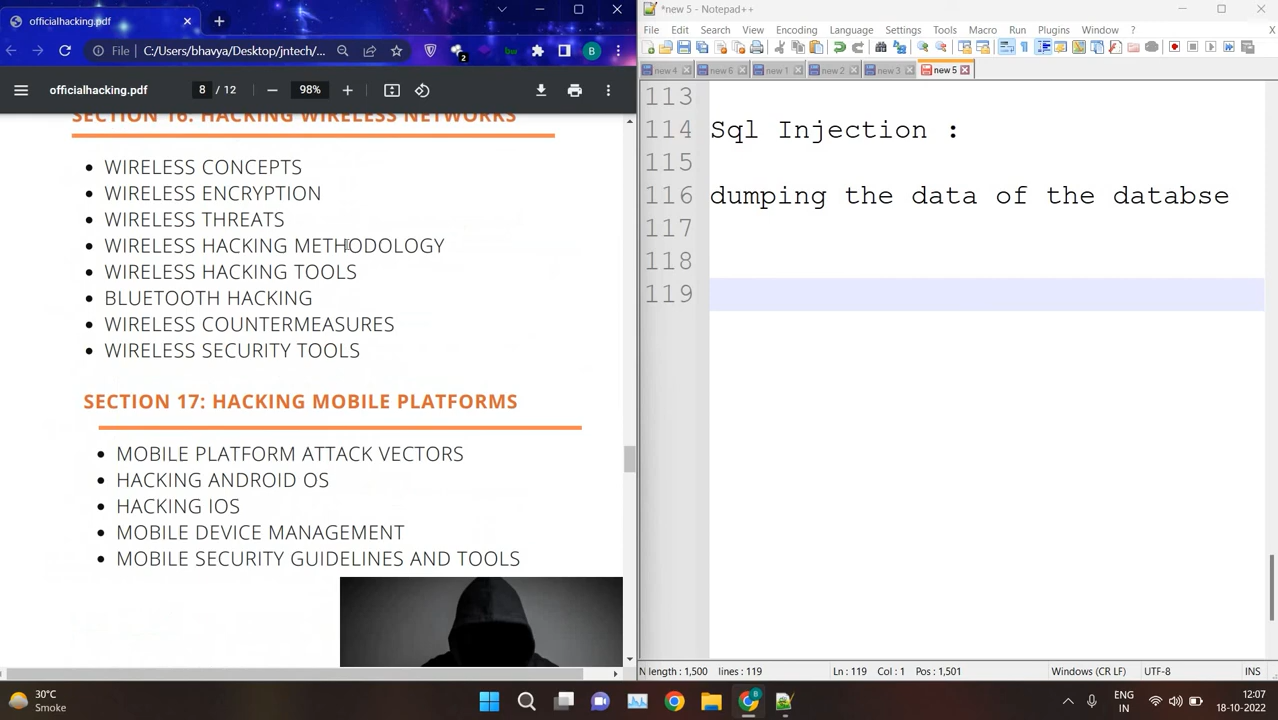 officialhacking.pdf
File C:/Users/bhavya/Desktop/jntech/...
2
B
officialhacking.pdf
8 / 12
98%
SECTION 16: HACKING WIRELESS NETWORKS
WIRELESS CONCEPTS
WIRELESS ENCRYPTION
WIRELESS THREATS
WIRELESS HACKING METHODOLOGY
WIRELESS HACKING TOOLS
BLUETOOTH HACKING
WIRELESS COUNTERMEASURES
WIRELESS SECURITY TOOLS
SECTION 17: HACKING MOBILE PLATFORMS
MOBILE PLATFORM ATTACK VECTORS
HACKING ANDROID OS
HACKING IOS
MOBILE DEVICE MANAGEMENT
MOBILE SECURITY GUIDELINES AND TOOLS
*new 5 - Notepad++
File Edit Search View Encoding Language Settings Tools Macro Run Plugins Window ? X
new 4 new 6 new 1 new 2 new 3 new 5
113
114 Sql Injection :
115
116 dumping the data of the databse
117
118
119
N length : 1,500 lines : 119 Ln : 119 Col : 1 Pos : 1,501 Windows (CR LF) UTF-8 INS
30°C
Smoke
B
ENG
IN
12:07
18-10-2022